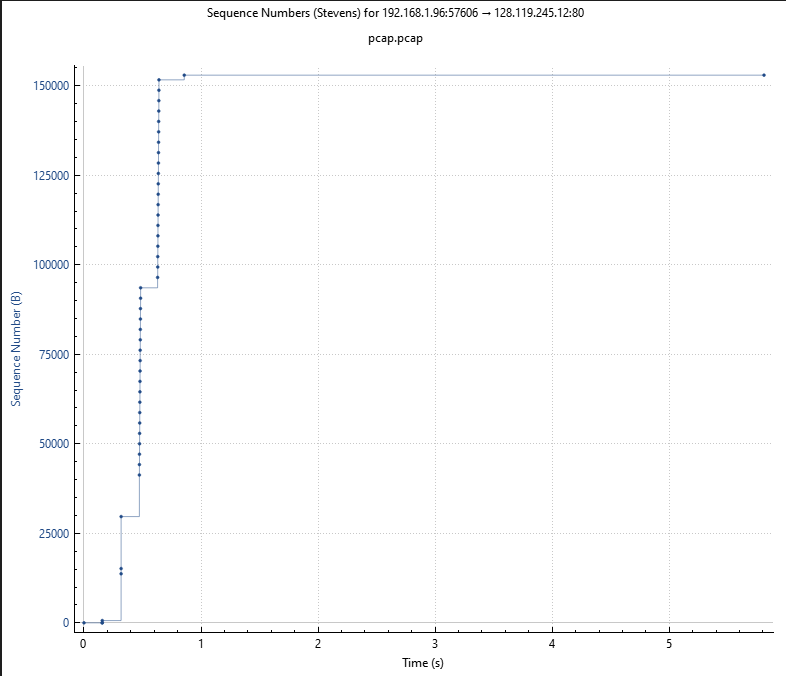 Sequence Numbers (Stevens) for 192.168.1.96:57606 → 128.119.245.12:80
pcap.pcap
150000
125000
100000
75000
50000
25000
0
Sequence Number (B)
0 1 2 3 4 5
Time (s)